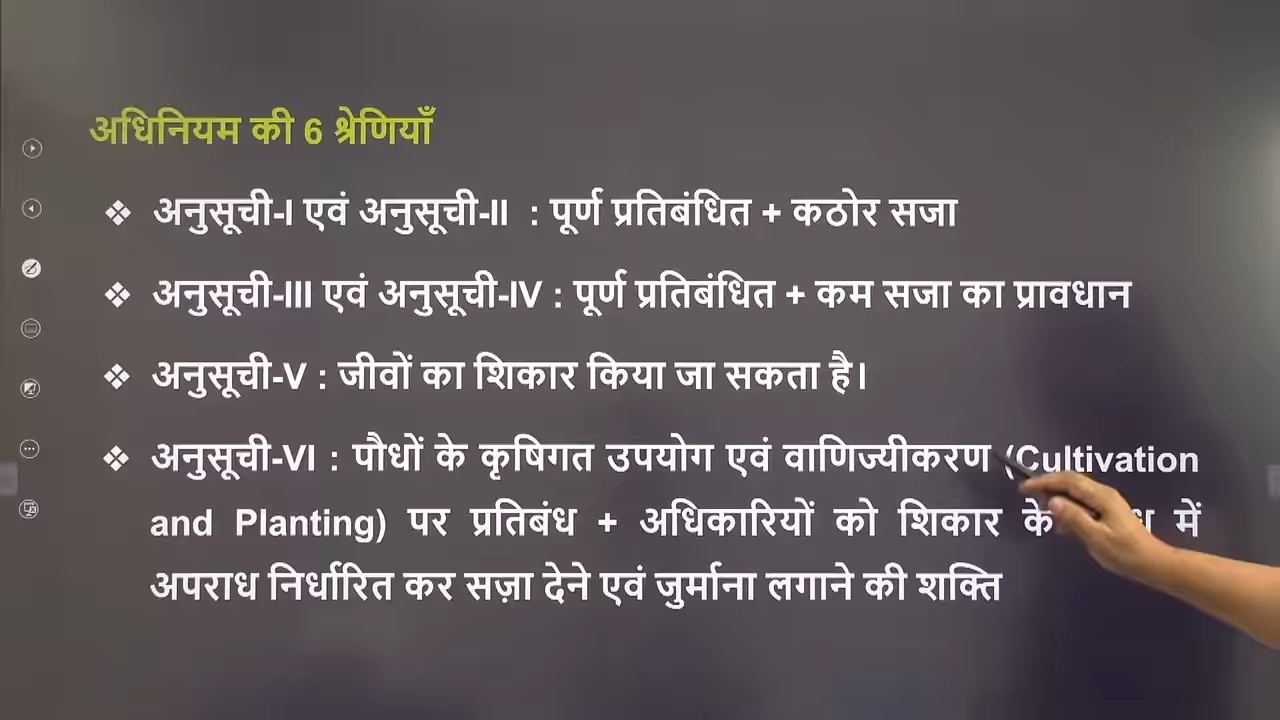 अधिनियम की 6 श्रेणियाँ
❖ अनुसूची-I एवं अनुसूची-II : पूर्ण प्रतिबंधित + कठोर सजा
❖ अनुसूची-III एवं अनुसूची-IV : पूर्ण प्रतिबंधित + कम सजा का प्रावधान
❖ अनुसूची-V : जीवों का शिकार किया जा सकता है।
❖ अनुसूची-VI : पौधों के कृषिगत उपयोग एवं वाणिज्यीकरण (Cultivation
and Planting) पर प्रतिबंध + अधिकारियों को शिकार के में
अपराध निर्धारित कर सज़ा देने एवं जुर्माना लगाने की शक्ति